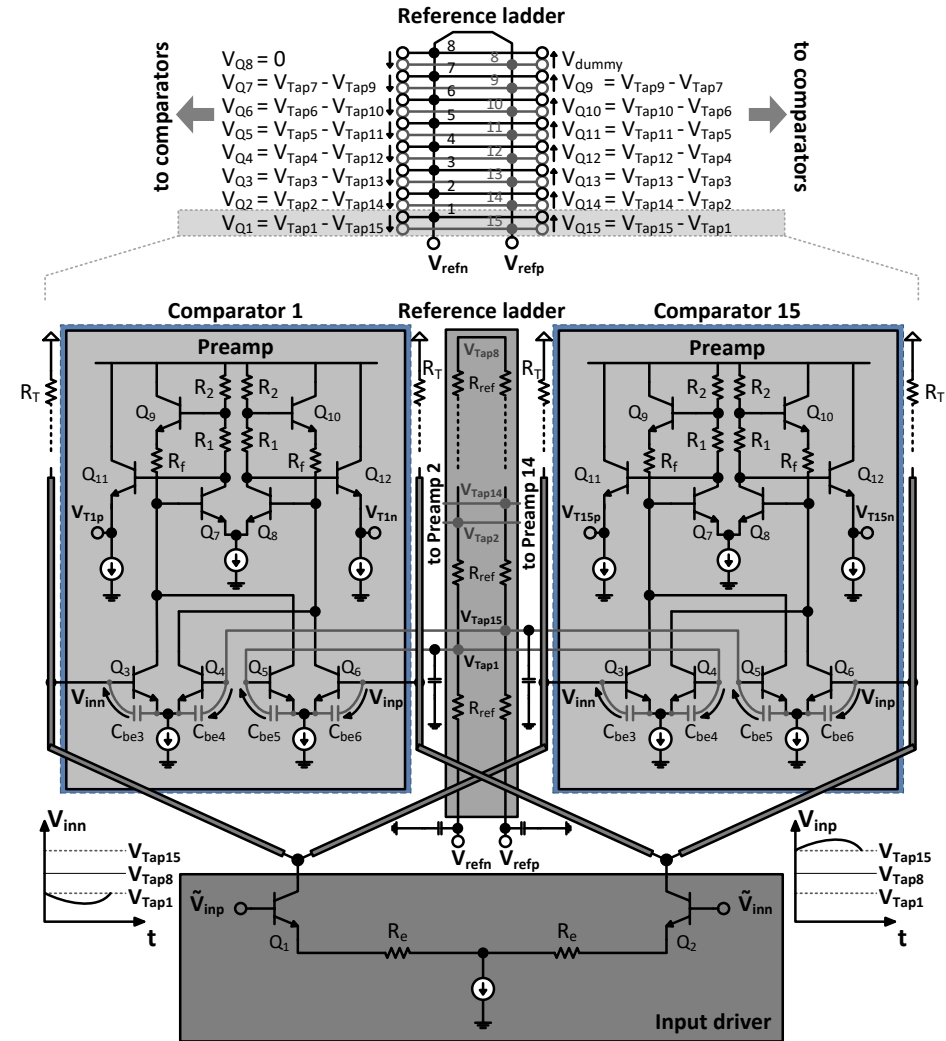 Reference ladder
to comparators
to comparators
8
V_Q8 = 0
8
V_dummy
7
V_Q7 = V_Tap7 - V_Tap9
9
V_Q9 = V_Tap9 - V_Tap7
6
V_Q6 = V_Tap6 - V_Tap10
10
V_Q10 = V_Tap10 - V_Tap6
5
V_Q5 = V_Tap5 - V_Tap11
11
V_Q11 = V_Tap11 - V_Tap5
4
V_Q4 = V_Tap4 - V_Tap12
12
V_Q12 = V_Tap12 - V_Tap4
3
V_Q3 = V_Tap3 - V_Tap13
13
V_Q13 = V_Tap13 - V_Tap3
2
V_Q2 = V_Tap2 - V_Tap14
14
V_Q14 = V_Tap14 - V_Tap2
1
V_Q1 = V_Tap1 - V_Tap15
15
V_Q15 = V_Tap15 - V_Tap1
V_refn V_refp
Comparator 1 Reference ladder Comparator 15
Preamp
R_T
R_2 R_2
Q_9 Q_10
R_1 R_1
R_f R_f
Q_11 Q_12
V_T1p V_T1n
Q_7 Q_8
Q_3 Q_4 Q_5 Q_6
V_inn V_inp
C_be3 C_be4 C_be5 C_be6
R_T
to Preamp 2
V_Tap8
R_ref
V_Tap14
V_Tap2
R_ref
V_Tap15
V_Tap1
R_ref
V_refn V_refp
to Preamp 14
R_T
Preamp
R_2 R_2
Q_9 Q_10
R_1 R_1
R_f R_f
Q_11 Q_12
V_T15p V_T15n
Q_7 Q_8
Q_3 Q_4 Q_5 Q_6
V_inn V_inp
C_be3 C_be4 C_be5 C_be6
R_T
V_inn
V_Tap15
V_Tap8
V_Tap1
t
V_inp
V_Tap15
V_Tap8
V_Tap1
t
Ṽ_inp Ṽ_inn
Q_1 R_e R_e Q_2
Input driver